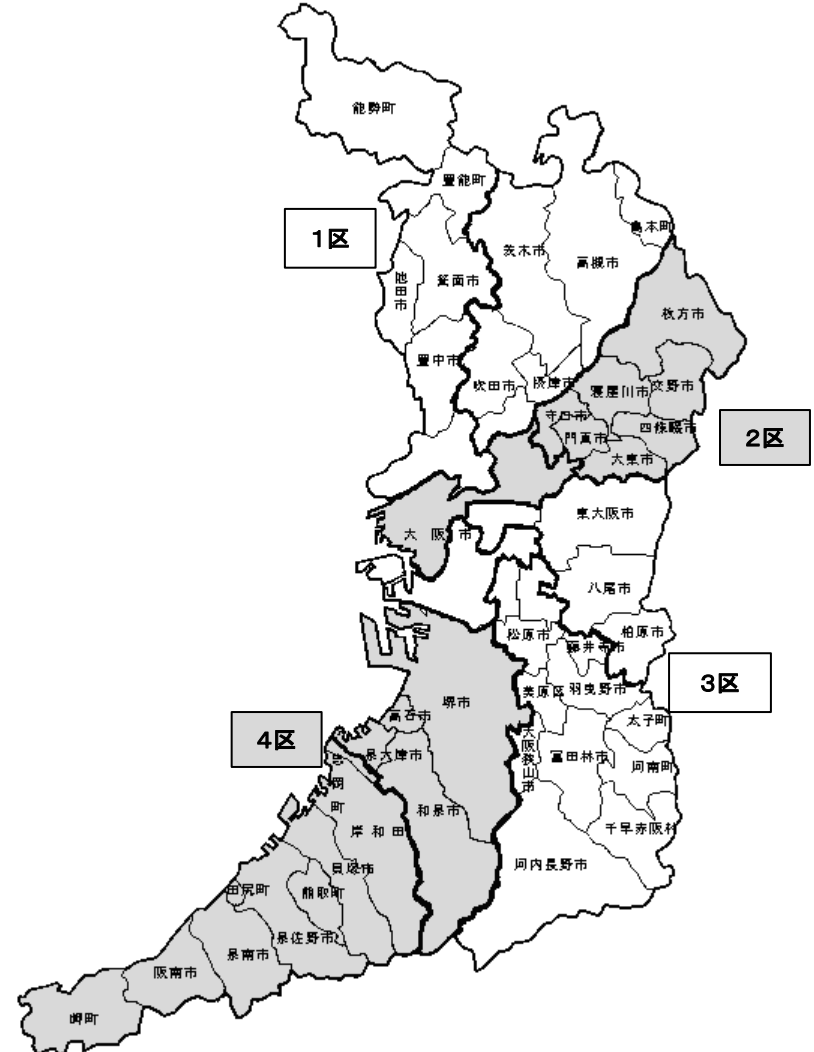 能勢町
豊能町
島本町
1区
茨木市
高槻市
池田市
箕面市
枚方市
豊中市
吹田市
摂津市
寝屋川市
交野市
守口市
四條畷市
門真市
2区
大東市
東大阪市
大阪市
八尾市
松原市
柏原市
藤井寺市
美原区
羽曳野市
3区
堺市
高石市
太子町
4区
大阪狭山市
泉大津市
富田林市
河南町
忠岡町
和泉市
岸和田
千早赤阪村
河内長野市
貝塚市
田尻町
熊取町
泉佐野市
泉南市
阪南市
岬町